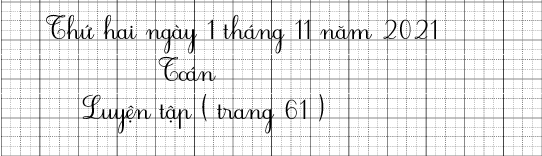 Thứ hai ngày 1 tháng 11 năm 2021
Toán
Luyện tập ( trang 61 )